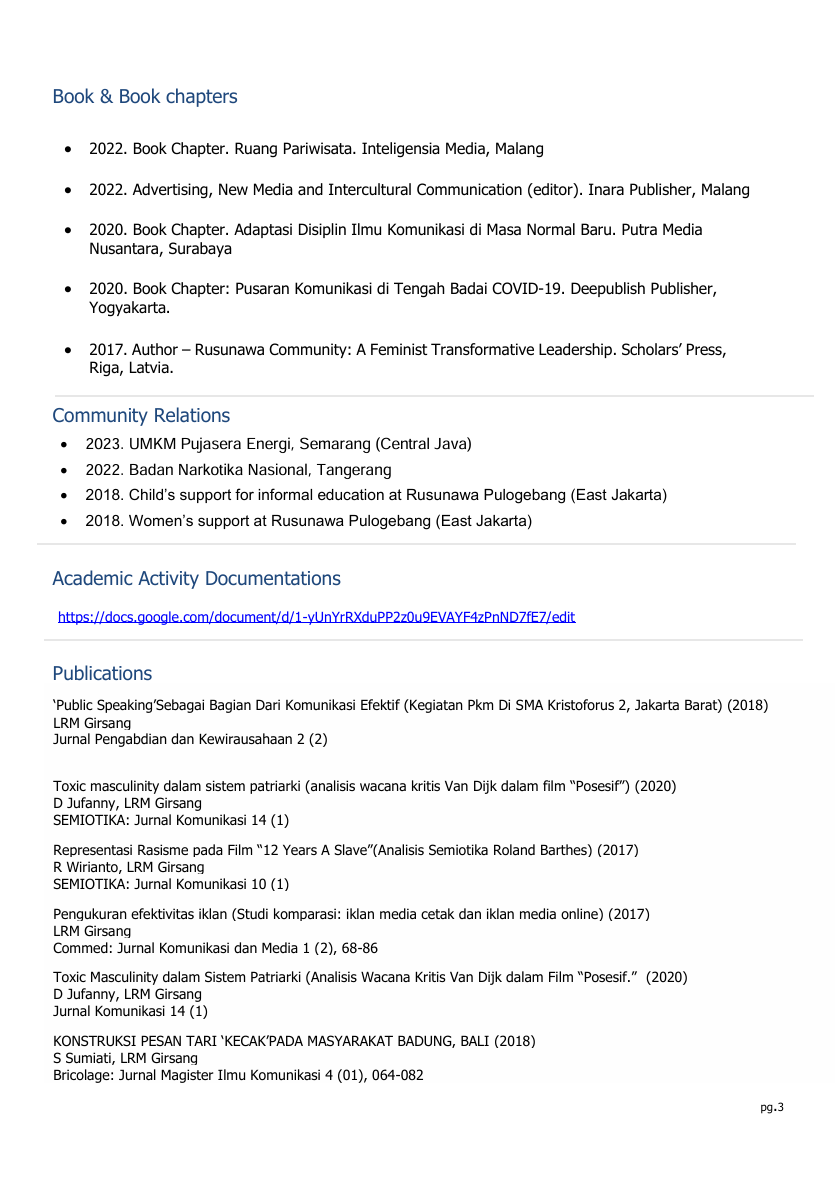 Book & Book chapters
• 2022. Book Chapter. Ruang Pariwisata. Inteligensia Media, Malang
• 2022. Advertising, New Media and Intercultural Communication (editor). Inara Publisher, Malang
• 2020. Book Chapter. Adaptasi Disiplin Ilmu Komunikasi di Masa Normal Baru. Putra Media
Nusantara, Surabaya
• 2020. Book Chapter: Pusaran Komunikasi di Tengah Badai COVID-19. Deepublish Publisher,
Yogyakarta.
• 2017. Author – Rusunawa Community: A Feminist Transformative Leadership. Scholars’ Press,
Riga, Latvia.
Community Relations
• 2023. UMKM Pujasera Energi, Semarang (Central Java)
• 2022. Badan Narkotika Nasional, Tangerang
• 2018. Child’s support for informal education at Rusunawa Pulogebang (East Jakarta)
• 2018. Women’s support at Rusunawa Pulogebang (East Jakarta)
Academic Activity Documentations
https://docs.google.com/document/d/1-yUnYrRXduPP2z0u9EVAYF4zPnND7fE7/edit
Publications
‘Public Speaking’Sebagai Bagian Dari Komunikasi Efektif (Kegiatan Pkm Di SMA Kristoforus 2, Jakarta Barat) (2018)
LRM Girsang
Jurnal Pengabdian dan Kewirausahaan 2 (2)
Toxic masculinity dalam sistem patriarki (analisis wacana kritis Van Dijk dalam film “Posesif”) (2020)
D Jufanny, LRM Girsang
SEMIOTIKA: Jurnal Komunikasi 14 (1)
Representasi Rasisme pada Film “12 Years A Slave”(Analisis Semiotika Roland Barthes) (2017)
R Wirianto, LRM Girsang
SEMIOTIKA: Jurnal Komunikasi 10 (1)
Pengukuran efektivitas iklan (Studi komparasi: iklan media cetak dan iklan media online) (2017)
LRM Girsang
Commed: Jurnal Komunikasi dan Media 1 (2), 68-86
Toxic Masculinity dalam Sistem Patriarki (Analisis Wacana Kritis Van Dijk dalam Film “Posesif.” (2020)
D Jufanny, LRM Girsang
Jurnal Komunikasi 14 (1)
KONSTRUKSI PESAN TARI ‘KECAK’PADA MASYARAKAT BADUNG, BALI (2018)
S Sumiati, LRM Girsang
Bricolage: Jurnal Magister Ilmu Komunikasi 4 (01), 064-082
pg.3